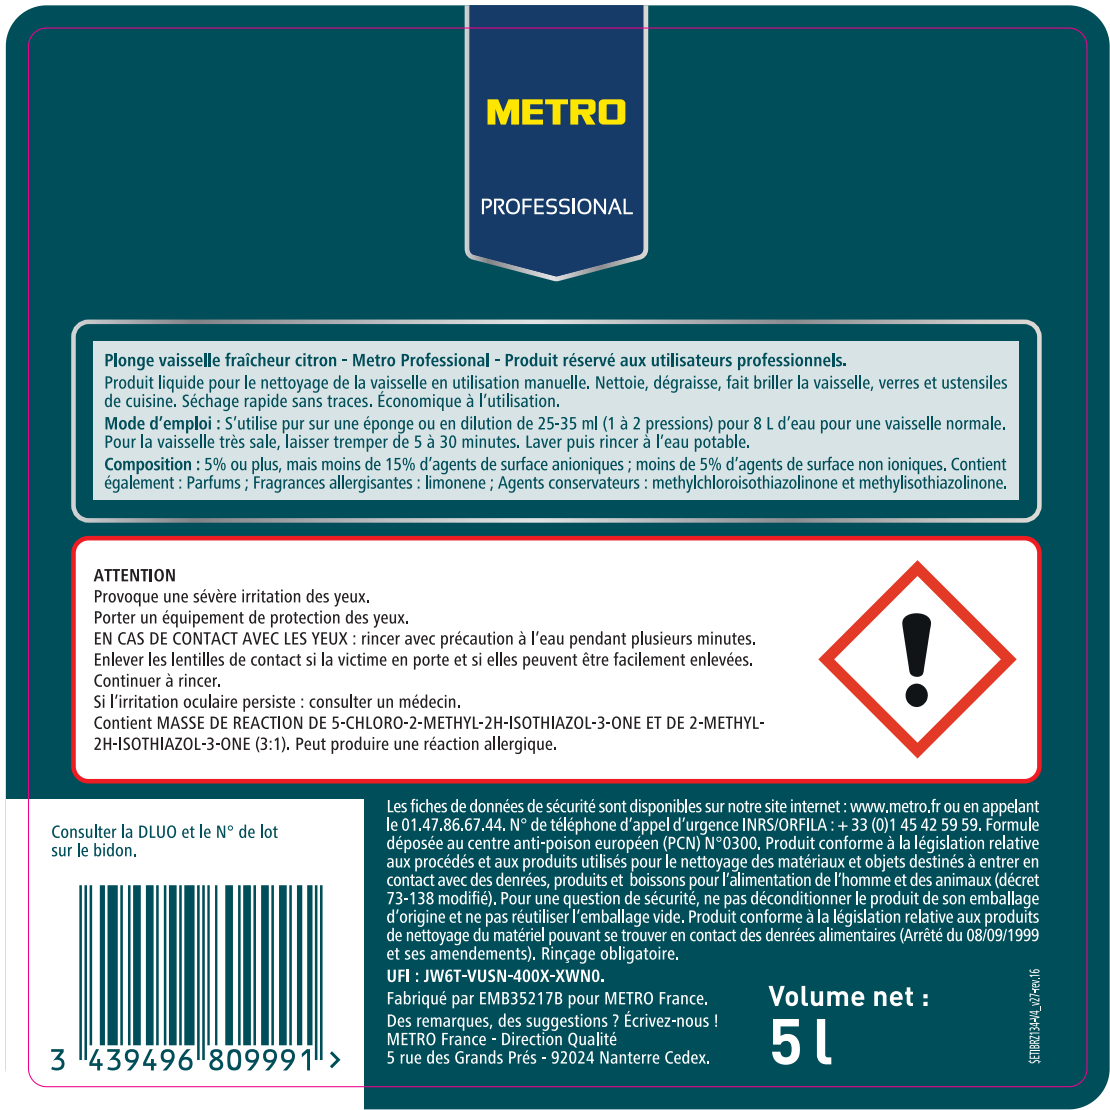 METRO
PROFESSIONAL
Plonge vaisselle fraîcheur citron - Metro Professional - Produit réservé aux utilisateurs professionnels.
Produit liquide pour le nettoyage de la vaisselle en utilisation manuelle. Nettoie, dégraisse, fait briller la vaisselle, verres et ustensiles
de cuisine. Séchage rapide sans traces. Économique à l'utilisation.
Mode d'emploi : S'utilise pur sur une éponge ou en dilution de 25-35 ml (1 à 2 pressions) pour 8 L d'eau pour une vaisselle normale.
Pour la vaisselle très sale, laisser tremper de 5 à 30 minutes. Laver puis rincer à l'eau potable.
Composition : 5% ou plus, mais moins de 15% d'agents de surface anioniques ; moins de 5% d'agents de surface non ioniques. Contient
également : Parfums ; Fragrances allergisantes : limonene ; Agents conservateurs : methylchloroisothiazolinone et methylisothiazolinone.
ATTENTION
Provoque une sévère irritation des yeux.
Porter un équipement de protection des yeux.
EN CAS DE CONTACT AVEC LES YEUX : rincer avec précaution à l'eau pendant plusieurs minutes.
Enlever les lentilles de contact si la victime en porte et si elles peuvent être facilement enlevées.
Continuer à rincer.
Si l'irritation oculaire persiste : consulter un médecin.
Contient MASSE DE REACTION DE 5-CHLORO-2-METHYL-2H-ISOTHIAZOL-3-ONE ET DE 2-METHYL-
2H-ISOTHIAZOL-3-ONE (3:1). Peut produire une réaction allergique.
Consulter la DLUO et le N° de lot
sur le bidon.
3 439496 809991 >
Les fiches de données de sécurité sont disponibles sur notre site internet : www.metro.fr ou en appelant
le 01.47.86.67.44. N° de téléphone d'appel d'urgence INRS/ORFILA : + 33 (0)1 45 42 59 59. Formule
déposée au centre anti-poison européen (PCN) N°0300. Produit conforme à la législation relative
aux procédés et aux produits utilisés pour le nettoyage des matériaux et objets destinés à entrer en
contact avec des denrées, produits et boissons pour l'alimentation de l'homme et des animaux (décret
73-138 modifié). Pour une question de sécurité, ne pas déconditionner le produit de son emballage
d'origine et ne pas réutiliser l'emballage vide. Produit conforme à la législation relative aux produits
de nettoyage du matériel pouvant se trouver en contact des denrées alimentaires (Arrêté du 08/09/1999
et ses amendements). Rinçage obligatoire.
UFI : JW6T-VUSN-400X-XWN0.
Fabriqué par EMB35217B pour METRO France.
Des remarques, des suggestions ? Écrivez-nous !
METRO France - Direction Qualité
5 rue des Grands Prés - 92024 Nanterre Cedex.
Volume net :
5 l
SETIBRZ134-V4_v27-rev.16